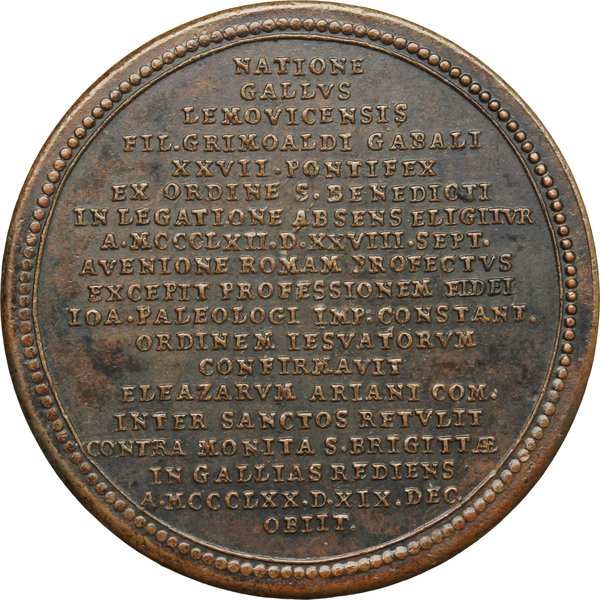 NATIONE
GALLVS
LEMOVICENSIS
FIL.GRIMOALDI GABALI
XXVII.PONTIFEX
EX ORDINE S.BENEDICTI
IN LEGATIONE ABSENS ELIGITVR
A.MCCCLXII.D.XXVIII.SEPT.
AVENIONE ROMAM PROFECTVS
EXCEPIT PROFESSIONEM FIDEI
IOA.PALEOLOGI IMP.CONSTANT.
ORDINEM IESVATORVM
CONFIRMAVIT
ELEAZARVM ARIANI COM.
INTER SANCTOS RETVLIT
CONTRA MONITA S.BRIGITTÆ
IN GALLIAS REDIENS
A.MCCCLXX.D.XIX.DEC.
OBIIT.